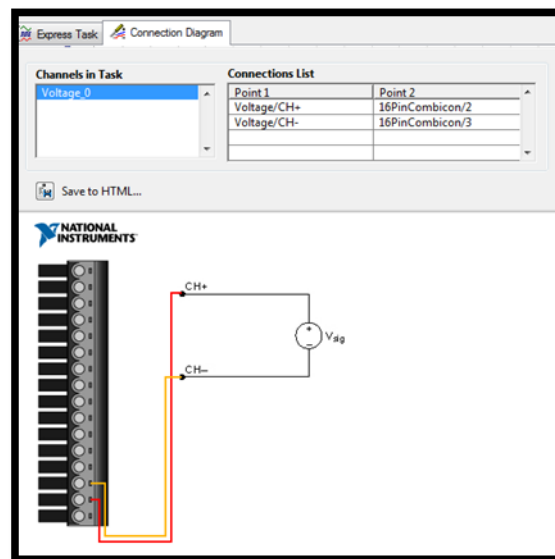 Express Task Connection Diagram
Channels in Task
Voltage_0
Connections List
Point 1 Point 2
Voltage/CH+ 16PinCombicon/2
Voltage/CH- 16PinCombicon/3
Save to HTML...
NATIONAL
INSTRUMENTS
CH+
+
Vsig
−
CH−